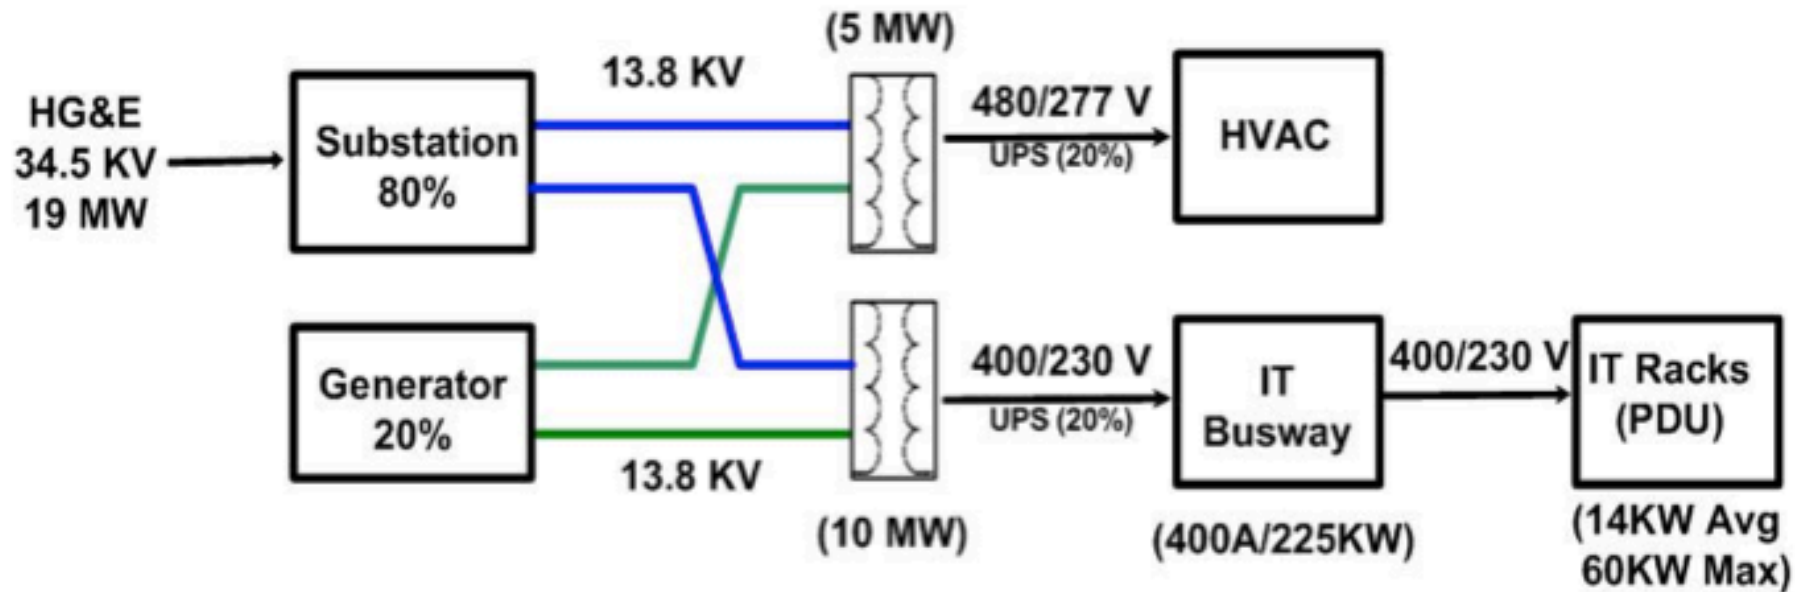 (5 MW)
13.8 KV
HG&E
34.5 KV
19 MW
Substation
80%
480/277 V
UPS (20%)
HVAC
Generator
20%
13.8 KV
(10 MW)
400/230 V
UPS (20%)
IT
Busway
(400A/225KW)
400/230 V
IT Racks
(PDU)
(14KW Avg
60KW Max)